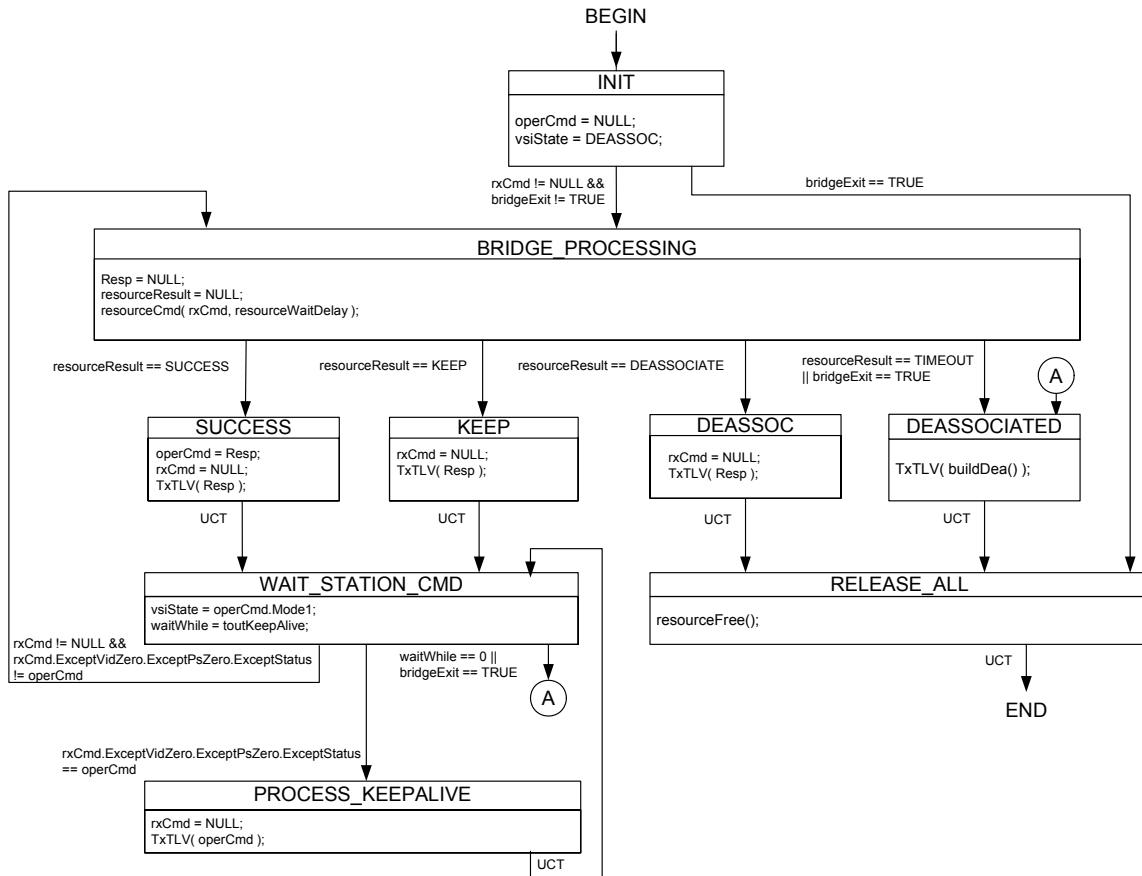 BEGIN
INIT
operCmd = NULL;
vsiState = DEASSOC;
rxCmd != NULL &&
bridgeExit != TRUE
bridgeExit == TRUE
BRIDGE_PROCESSING
Resp = NULL;
resourceResult = NULL;
resourceCmd( rxCmd, resourceWaitDelay );
resourceResult == SUCCESS
resourceResult == KEEP
resourceResult == DEASSOCIATE
resourceResult == TIMEOUT
|| bridgeExit == TRUE
A
SUCCESS
operCmd = Resp;
rxCmd = NULL;
TxTLV( Resp );
KEEP
rxCmd = NULL;
TxTLV( Resp );
DEASSOC
rxCmd = NULL;
TxTLV( Resp );
DEASSOCIATED
TxTLV( buildDea() );
UCT
UCT
UCT
UCT
WAIT_STATION_CMD
vsiState = operCmd.Mode1;
waitWhile = toutKeepAlive;
RELEASE_ALL
resourceFree();
rxCmd != NULL &&
rxCmd.ExceptVidZero.ExceptPsZero.ExceptStatus
!= operCmd
waitWhile == 0 ||
bridgeExit == TRUE
A
UCT
END
rxCmd.ExceptVidZero.ExceptPsZero.ExceptStatus
== operCmd
PROCESS_KEEPALIVE
rxCmd = NULL;
TxTLV( operCmd );
UCT